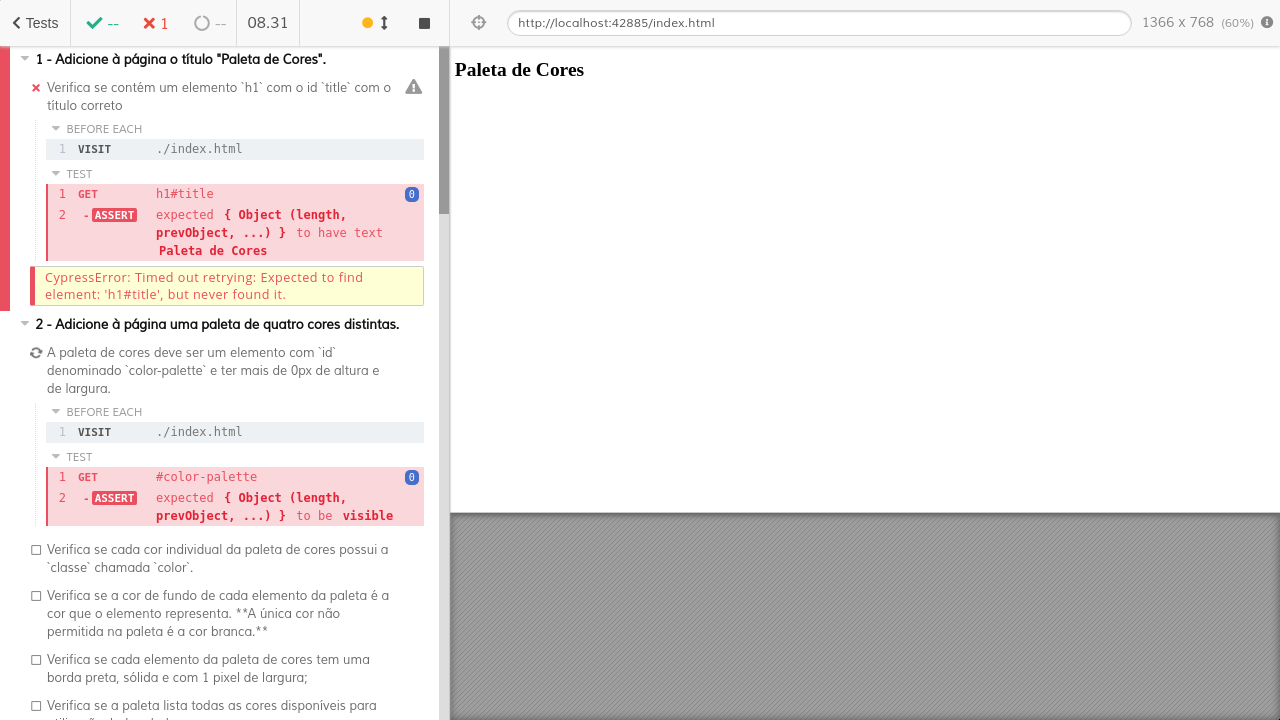 Tests
--
1
--
08.31
http://localhost:42885/index.html
1366 x 768 (60%)
1 - Adicione à página o título "Paleta de Cores".
Verifica se contém um elemento `h1` com o id `title` com o
título correto
BEFORE EACH
1 VISIT ./index.html
TEST
1 GET h1#title 0
2 -ASSERT expected { Object (length,
prevObject, ...) } to have text
Paleta de Cores
CypressError: Timed out retrying: Expected to find
element: 'h1#title', but never found it.
2 - Adicione à página uma paleta de quatro cores distintas.
A paleta de cores deve ser um elemento com `id`
denominado `color-palette` e ter mais de 0px de altura e
de largura.
BEFORE EACH
1 VISIT ./index.html
TEST
1 GET #color-palette 0
2 -ASSERT expected { Object (length,
prevObject, ...) } to be visible
Verifica se cada cor individual da paleta de cores possui a
`classe` chamada `color`.
Verifica se a cor de fundo de cada elemento da paleta é a
cor que o elemento representa. **A única cor não
permitida na paleta é a cor branca.**
Verifica se cada elemento da paleta de cores tem uma
borda preta, sólida e com 1 pixel de largura;
Verifica se a paleta lista todas as cores disponíveis para
Paleta de Cores